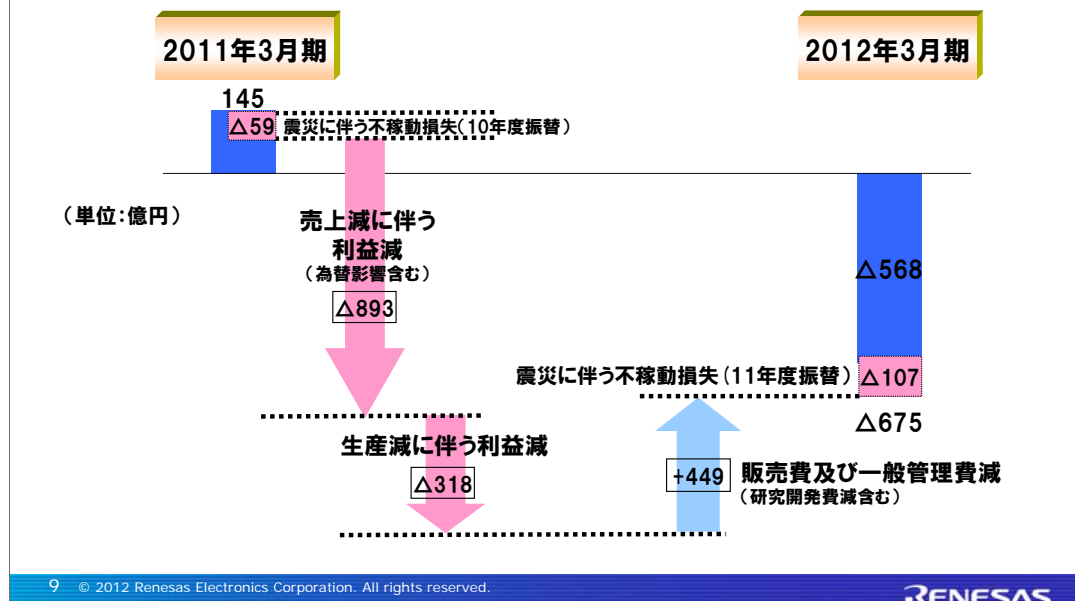 2011年3月期
2012年3月期
145
△59 震災に伴う不稼動損失(10年度振替)
(単位:億円)
売上減に伴う
利益減
(為替影響含む)
△893
△568
震災に伴う不稼動損失(11年度振替) △107
△675
生産減に伴う利益減
△318
+449 販売費及び一般管理費減
(研究開発費減含む)
9 © 2012 Renesas Electronics Corporation. All rights reserved.
RENESAS